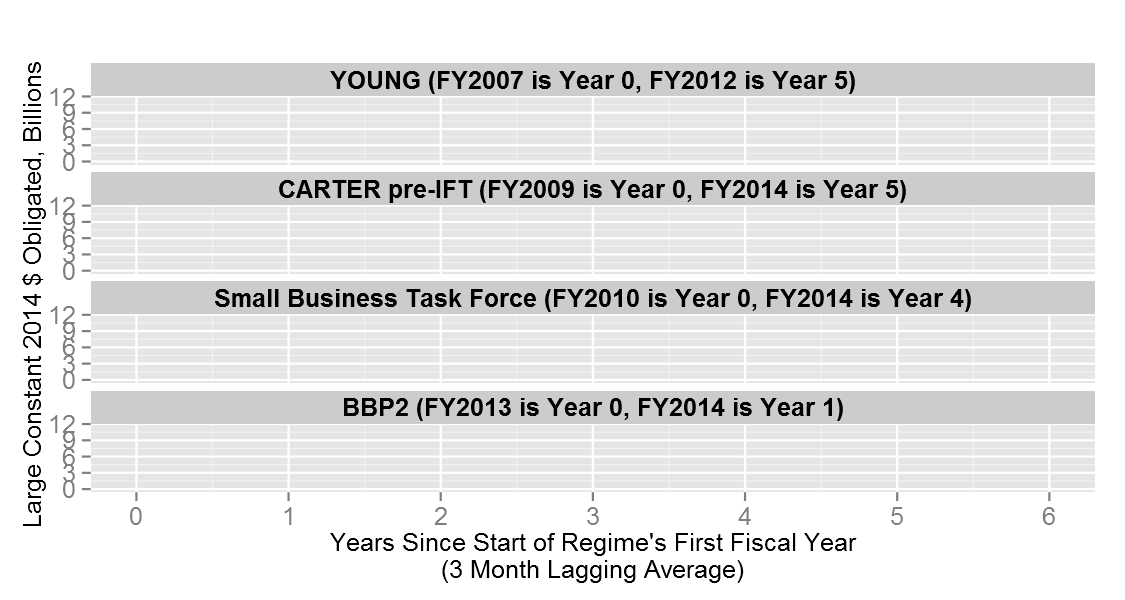 Large Constant 2014 $ Obligated, Billions
YOUNG (FY2007 is Year 0, FY2012 is Year 5)
12
9
6
3
0
CARTER pre-IFT (FY2009 is Year 0, FY2014 is Year 5)
12
9
6
3
0
Small Business Task Force (FY2010 is Year 0, FY2014 is Year 4)
12
9
6
3
0
BBP2 (FY2013 is Year 0, FY2014 is Year 1)
12
9
6
3
0
0 1 2 3 4 5 6
Years Since Start of Regime's First Fiscal Year
(3 Month Lagging Average)